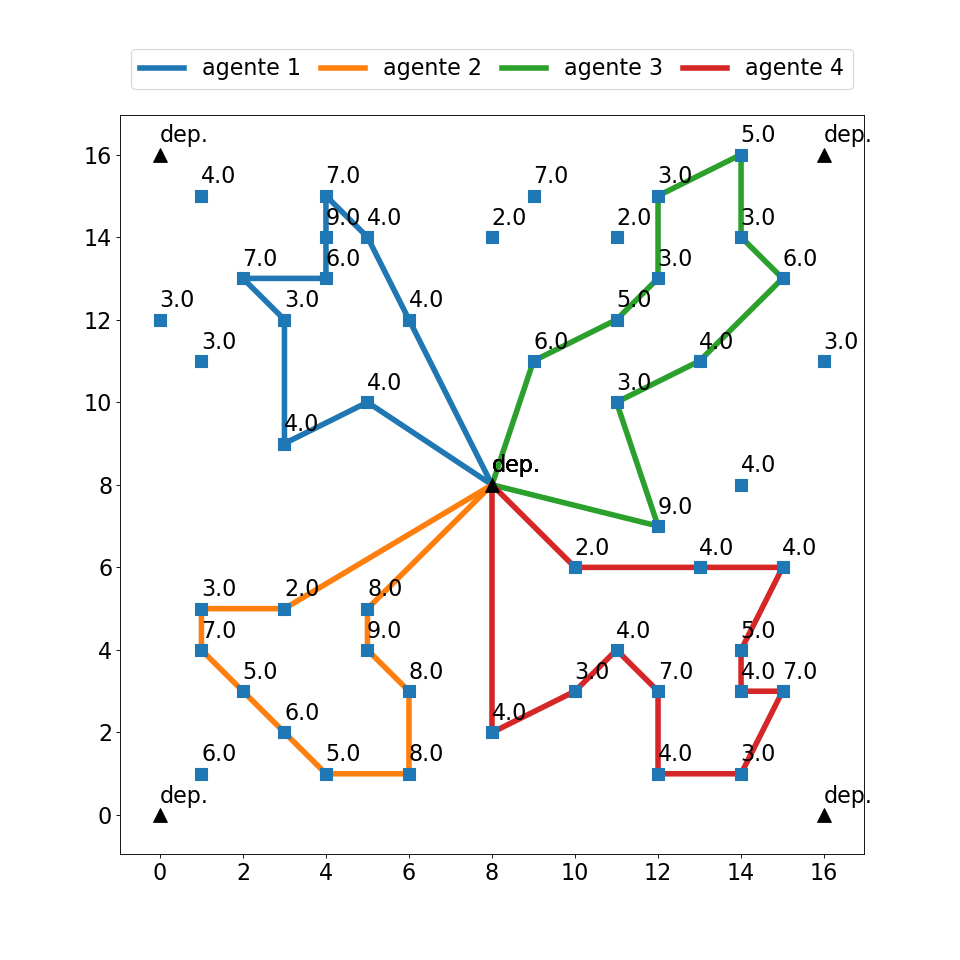 agente 1 agente 2 agente 3 agente 4
dep. 5.0 dep.
16
4.0 7.0 7.0 3.0
9.0 4.0 2.0 2.0 3.0
14
7.0 6.0 3.0 6.0
3.0 3.0 4.0 5.0
12
3.0 6.0 4.0 3.0
4.0 3.0
10
4.0
dep. 4.0
8
9.0
2.0 4.0 4.0
6
3.0 2.0 8.0
7.0 9.0 4.0 5.0
4
5.0 8.0 3.0 7.0 4.0 7.0
6.0 4.0
2
6.0 5.0 8.0 4.0 3.0
dep. dep.
0
0 2 4 6 8 10 12 14 16